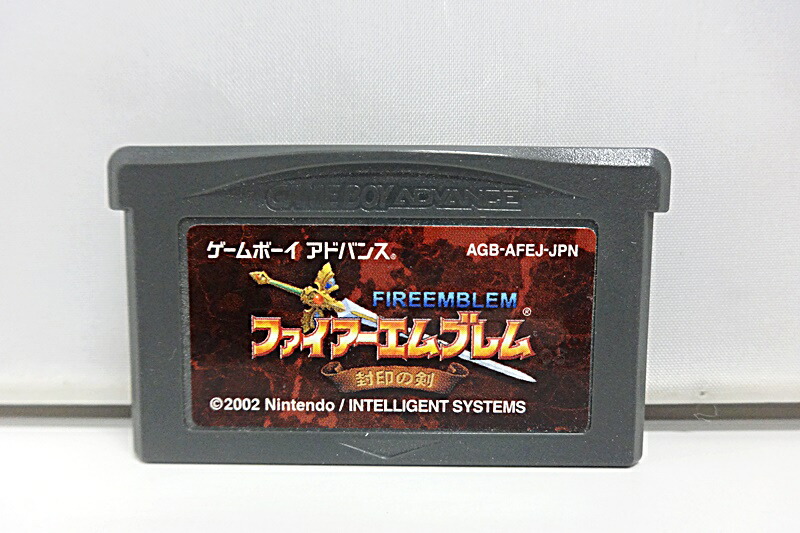 GAME BOY ADVANCE
ゲームボーイ アドバンス® AGB-AFEJ-JPN
FIREEMBLEM
ファイアーエムブレム®
封印の剣
©2002 Nintendo / INTELLIGENT SYSTEMS